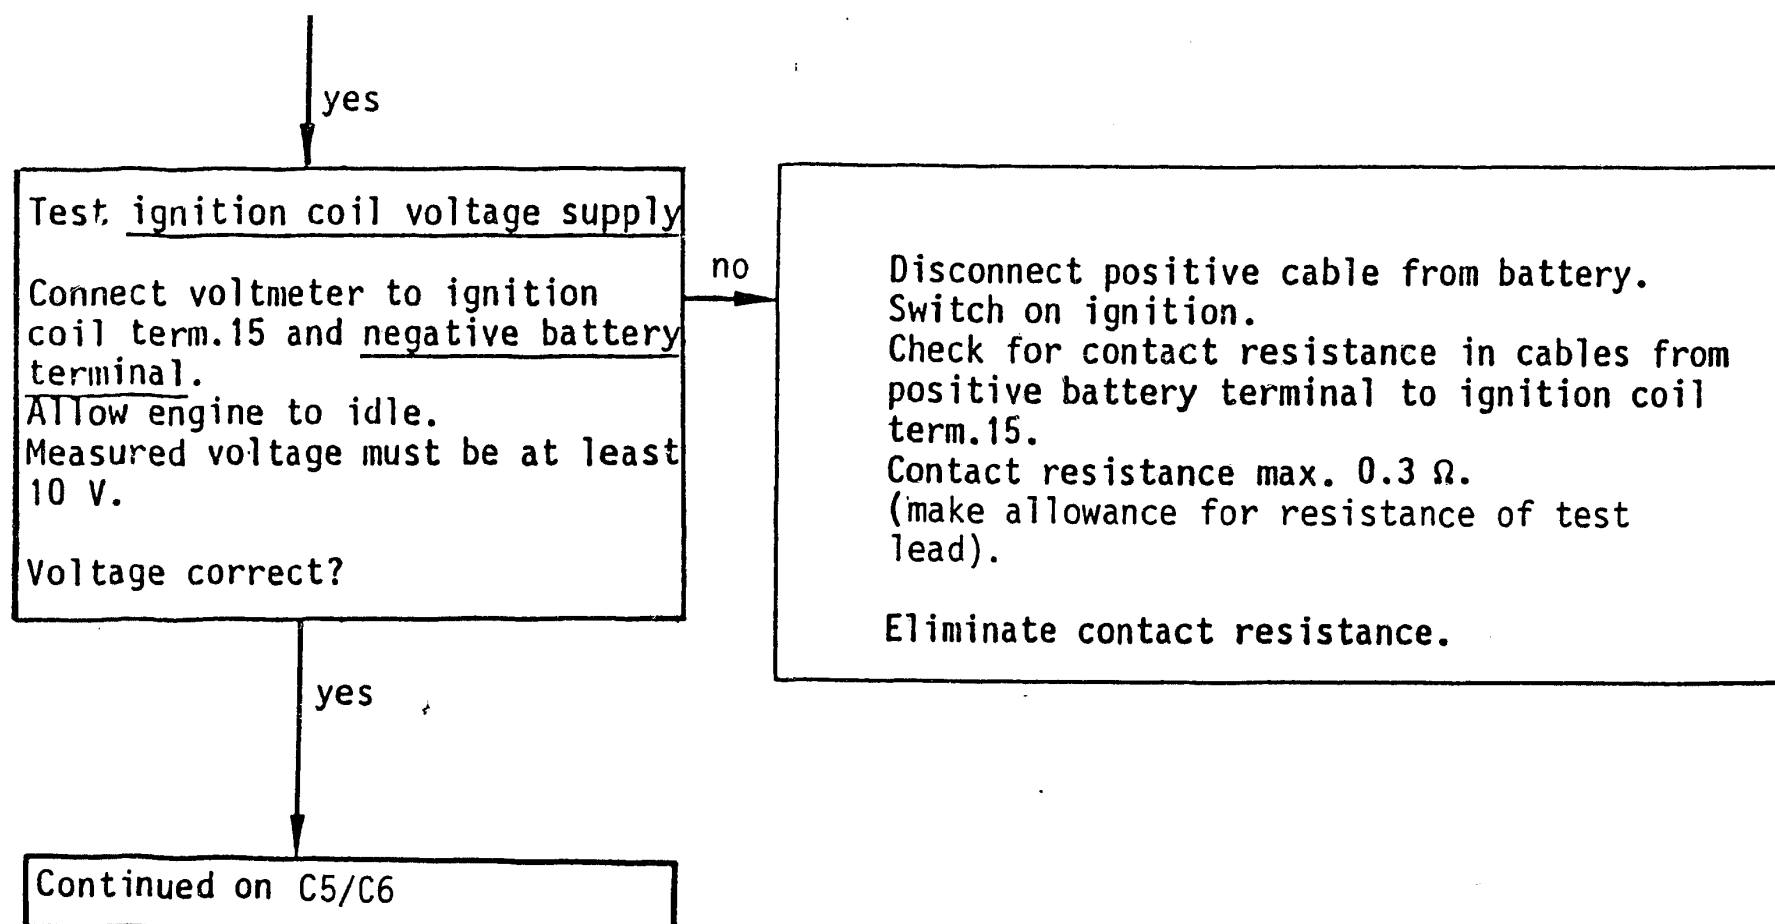 yes
Test ignition coil voltage supply
Connect voltmeter to ignition
coil term.15 and negative battery
terminal.
Allow engine to idle.
Measured voltage must be at least
10 V.
Voltage correct?
no
Disconnect positive cable from battery.
Switch on ignition.
Check for contact resistance in cables from
positive battery terminal to ignition coil
term.15.
Contact resistance max. 0.3 Ω.
(make allowance for resistance of test
lead).
Eliminate contact resistance.
yes
Continued on C5/C6